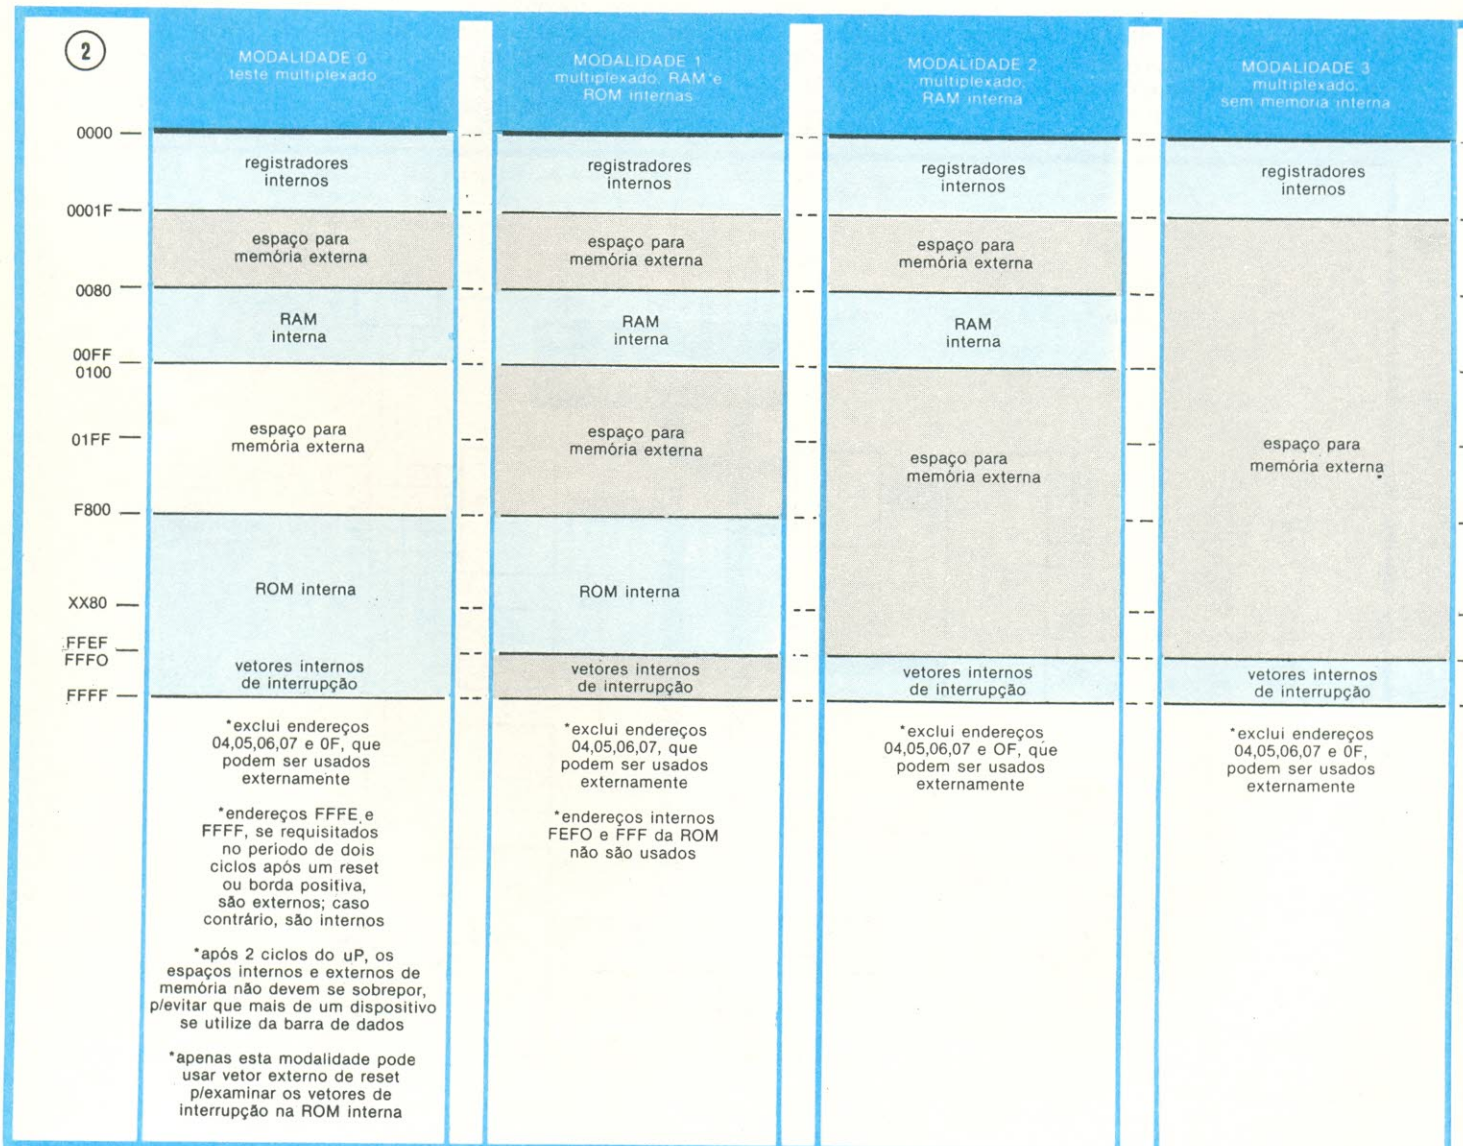 2
MODALIDADE 0
teste multiplexado
MODALIDADE 1
multiplexado, RAM e
ROM internas
MODALIDADE 2
multiplexado,
RAM interna
MODALIDADE 3
multiplexado,
sem memória interna
0000
0001F
0080
00FF
0100
01FF
F800
XX80
FFEF
FFFO
FFFF
registradores
internos
espaço para
memória externa
RAM
interna
espaço para
memória externa
ROM interna
vetores internos
de interrupção
*exclui endereços
04,05,06,07 e 0F, que
podem ser usados
externamente
*endereços FFFE e
FFFF, se requisitados
no período de dois
ciclos após um reset
ou borda positiva,
são externos; caso
contrário, são internos
*após 2 ciclos do uP, os
espaços internos e externos de
memória não devem se sobrepor,
p/evitar que mais de um dispositivo
se utilize da barra de dados
*apenas esta modalidade pode
usar vetor externo de reset
p/examinar os vetores de
interrupção na ROM interna
registradores
internos
espaço para
memória externa
RAM
interna
espaço para
memória externa
ROM interna
vetores internos
de interrupção
*exclui endereços
04,05,06,07, que
podem ser usados
externamente
*endereços internos
FEFO e FFF da ROM
não são usados
registradores
internos
espaço para
memória externa
RAM
interna
espaço para
memória externa
vetores internos
de interrupção
*exclui endereços
04,05,06,07 e OF, que
podem ser usados
externamente
registradores
internos
espaço para
memória externa
vetores internos
de interrupção
*exclui endereços
04,05,06,07 e 0F,
podem ser usados
externamente